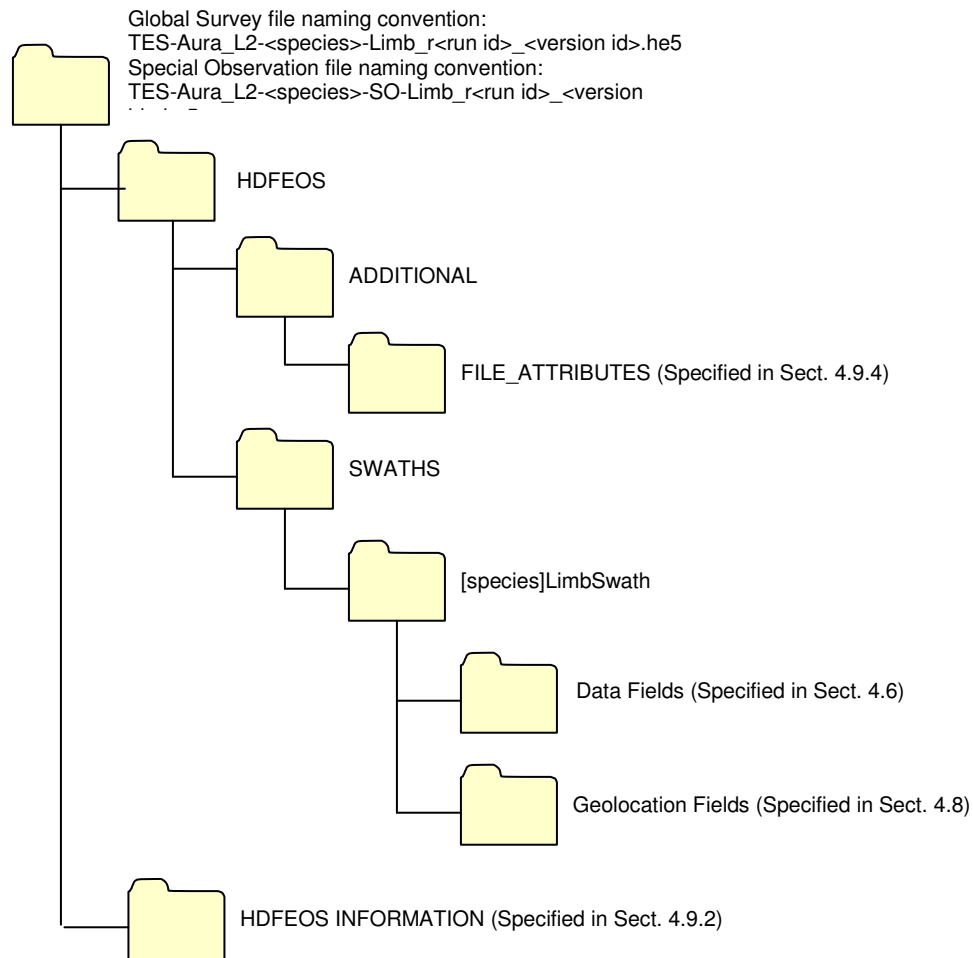 Global Survey file naming convention:
TES-Aura_L2-<species>-Limb_r<run id>_<version id>.he5
Special Observation file naming convention:
TES-Aura_L2-<species>-SO-Limb_r<run id>_<version
HDFEOS
ADDITIONAL
FILE_ATTRIBUTES (Specified in Sect. 4.9.4)
SWATHS
[species]LimbSwath
Data Fields (Specified in Sect. 4.6)
Geolocation Fields (Specified in Sect. 4.8)
HDFEOS INFORMATION (Specified in Sect. 4.9.2)